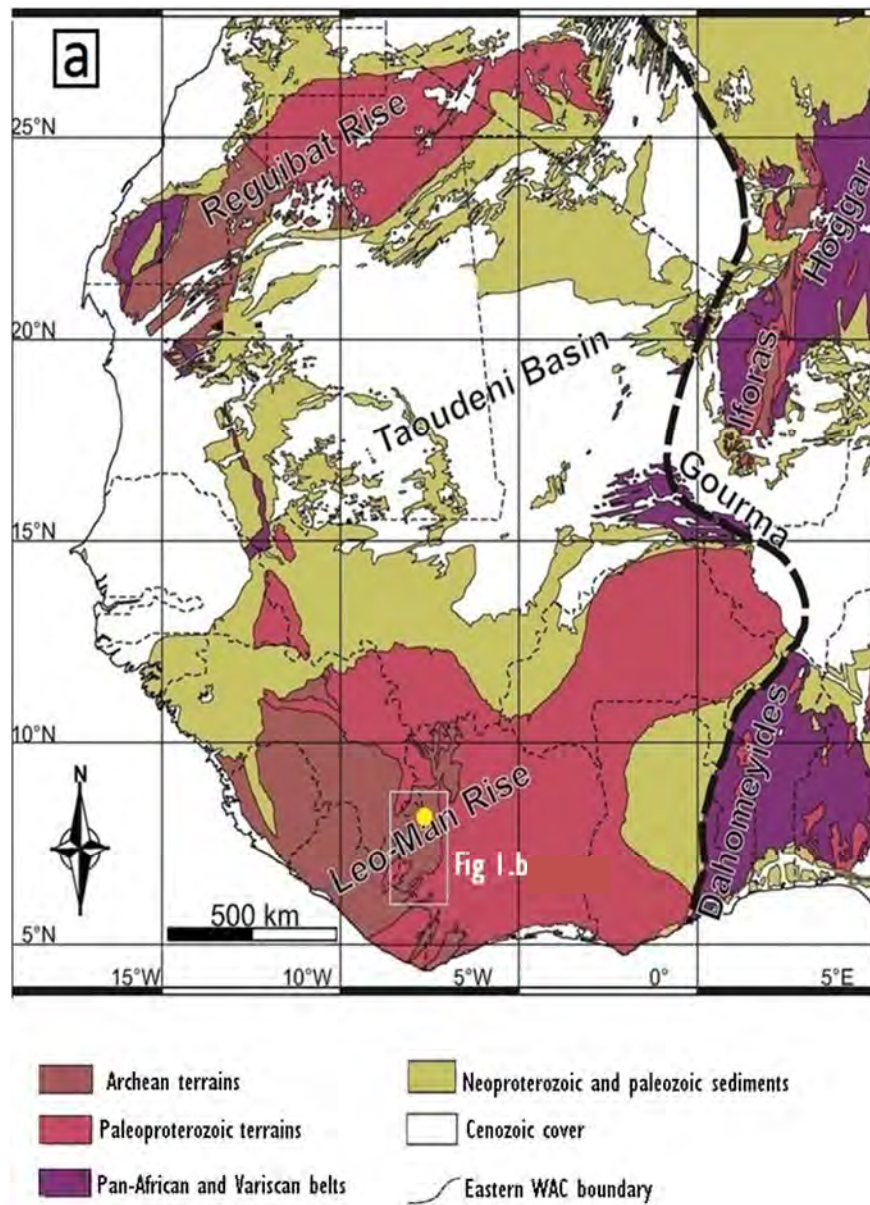 a
25°N
20°N
15°N
10°N
5°N
Reguibat Rise
Hoggar
Iforas
Taoudeni Basin
Gourma
Dahomeyides
Leo-Man Rise
Fig 1.b
N
500 km
15°W
10°W
5°W
0°
5°E
Archean terrains
Neoproterozoic and paleozoic sediments
Paleoproterozoic terrains
Cenozoic cover
Pan-African and Variscan belts
Eastern WAC boundary